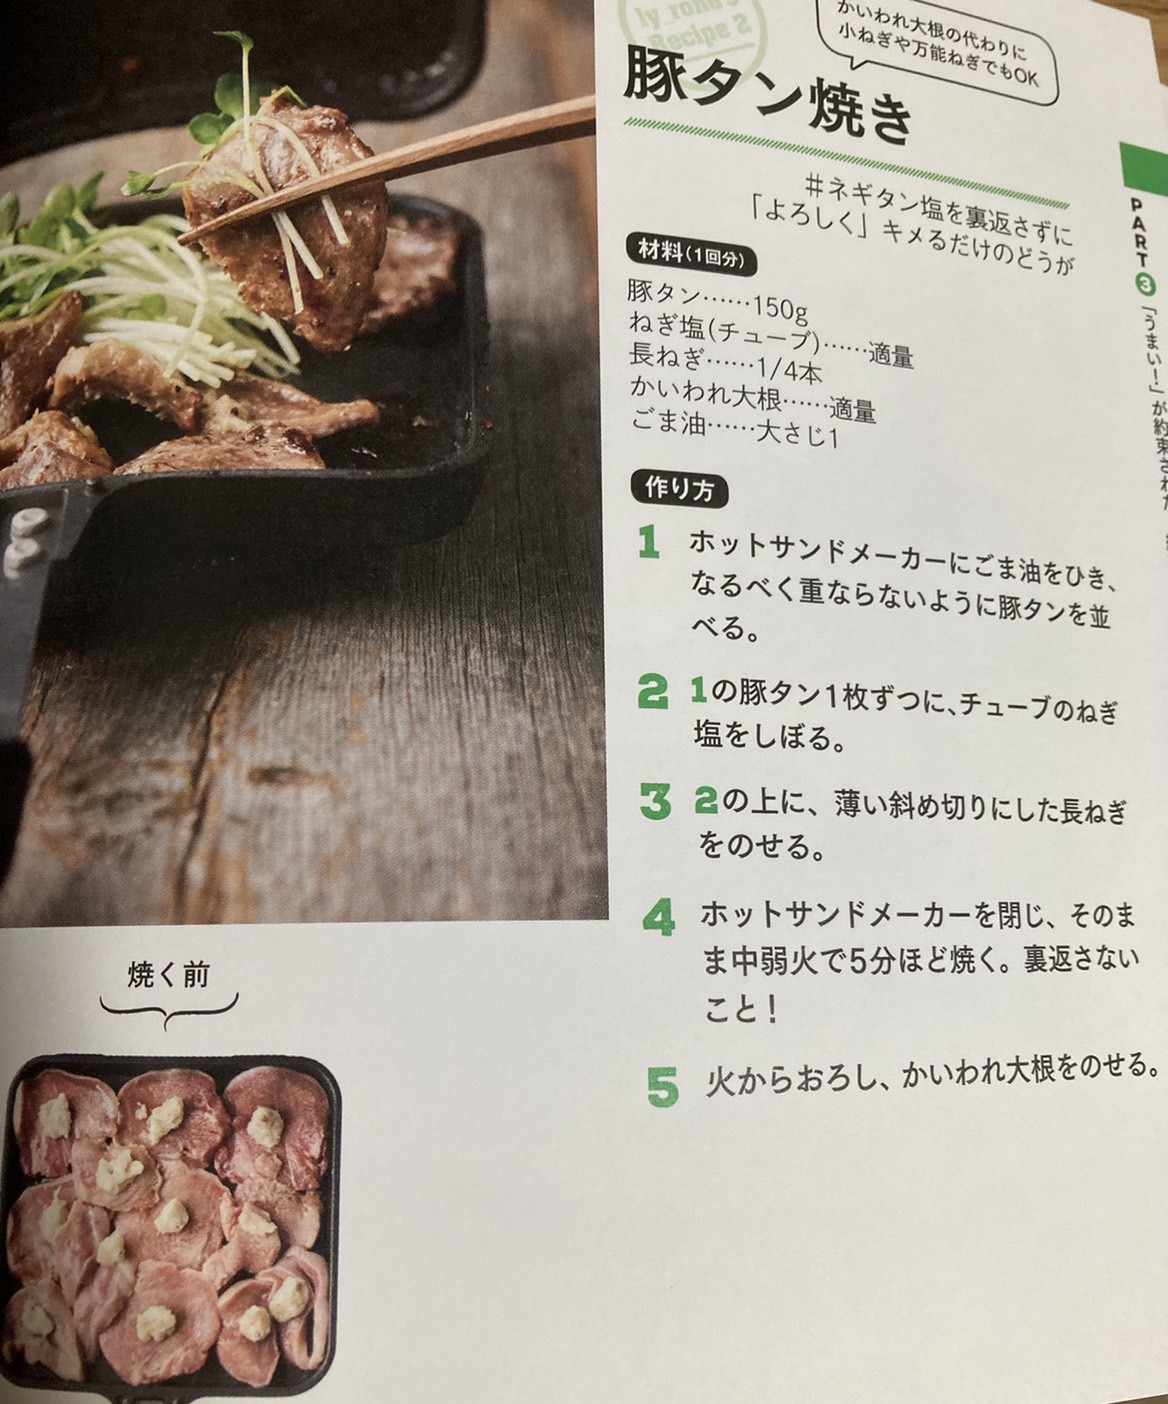 Recipe 2
かいわれ大根の代わりに
小ねぎや万能ねぎでもOK
豚タン焼き
#ネギタン塩を裏返さずに
「よろしく」キメるだけのどうが
材料(1回分)
豚タン……150g
ねぎ塩(チューブ)……適量
長ねぎ……1/4本
かいわれ大根……適量
ごま油……大さじ1
作り方
1 ホットサンドメーカーにごま油をひき、
なるべく重ならないように豚タンを並
べる。
2 1の豚タン1枚ずつに、チューブのねぎ
塩をしぼる。
3 2の上に、薄い斜め切りにした長ねぎ
をのせる。
4 ホットサンドメーカーを閉じ、そのま
ま中弱火で5分ほど焼く。裏返さない
こと！
5 火からおろし、かいわれ大根をのせる。
焼く前
PART 3 「うまい！」が約束された